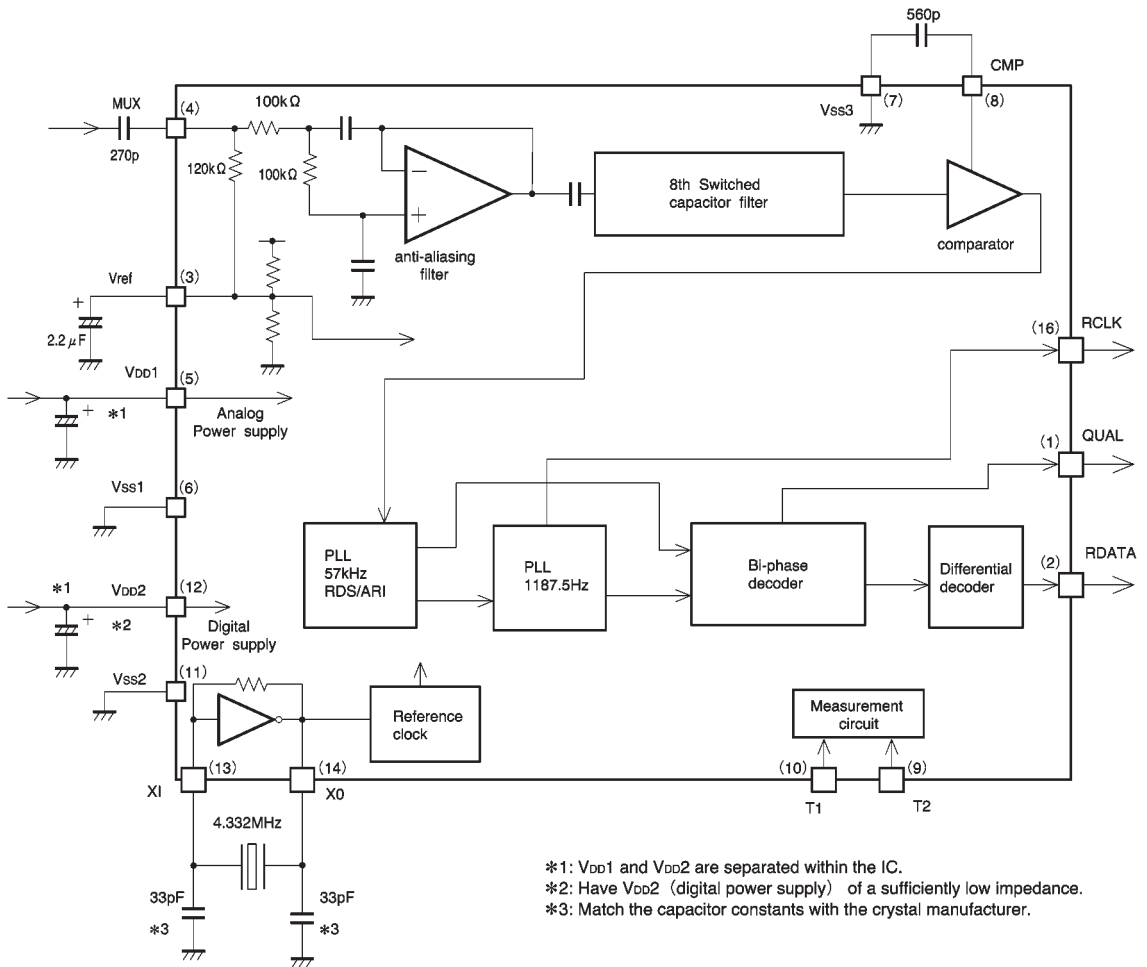 560p
CMP
Vss3
(7)
(8)
MUX
(4)
270p
100kΩ
120kΩ
100kΩ
−
+
anti-aliasing
filter
8th Switched
capacitor filter
comparator
Vref
(3)
+
2.2μF
(16)
RCLK
VDD1
(5)
+
*1
Analog
Power supply
(1)
QUAL
Vss1
(6)
PLL
57kHz
RDS/ARI
PLL
1187.5Hz
Bi-phase
decoder
Differential
decoder
(2)
RDATA
*1
VDD2
(12)
+
*2
Digital
Power supply
Vss2
(11)
Reference
clock
Measurement
circuit
(13)
(14)
(10)
(9)
XI
X0
T1
T2
4.332MHz
33pF
*3
33pF
*3
*1: VDD1 and VDD2 are separated within the IC.
*2: Have VDD2 (digital power supply) of a sufficiently low impedance.
*3: Match the capacitor constants with the crystal manufacturer.